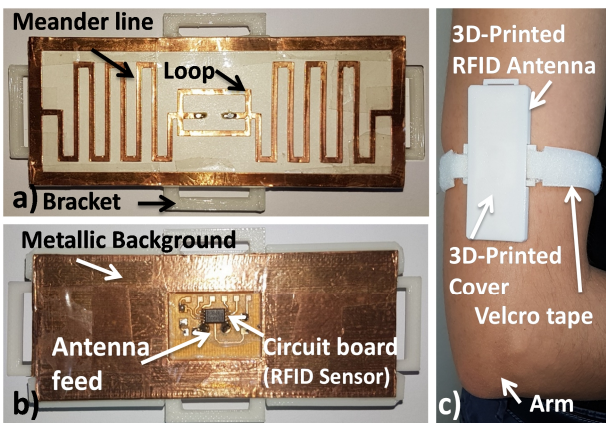 Meander line
Loop
a)
Bracket
Metallic Background
Antenna
feed
Circuit board
(RFID Sensor)
b)
3D-Printed
RFID Antenna
3D-Printed
Cover
Velcro tape
c)
Arm